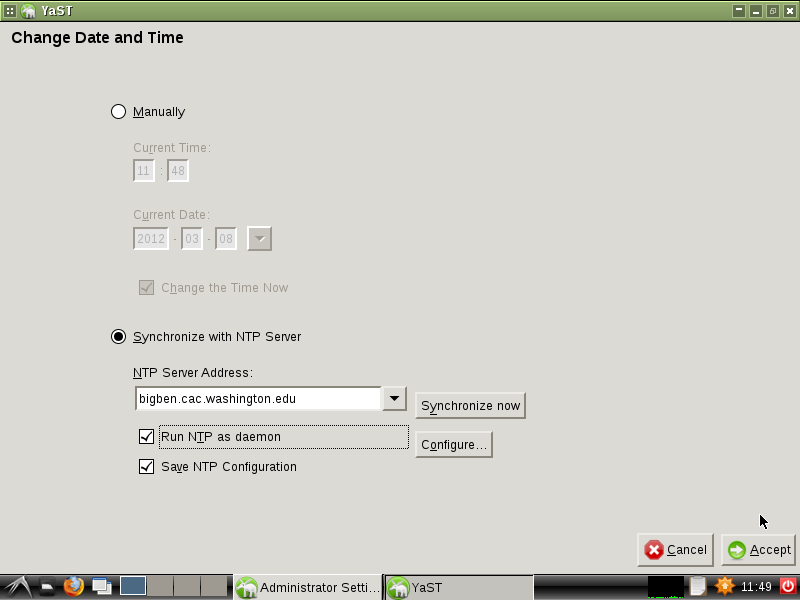 YaST
Change Date and Time
Manually
Current Time:
11 : 48
Current Date:
2012 - 03 - 08
Change the Time Now
Synchronize with NTP Server
NTP Server Address:
bigben.cac.washington.edu
Synchronize now
Run NTP as daemon
Configure...
Save NTP Configuration
Cancel
Accept
Administrator Setti...
YaST
11:49